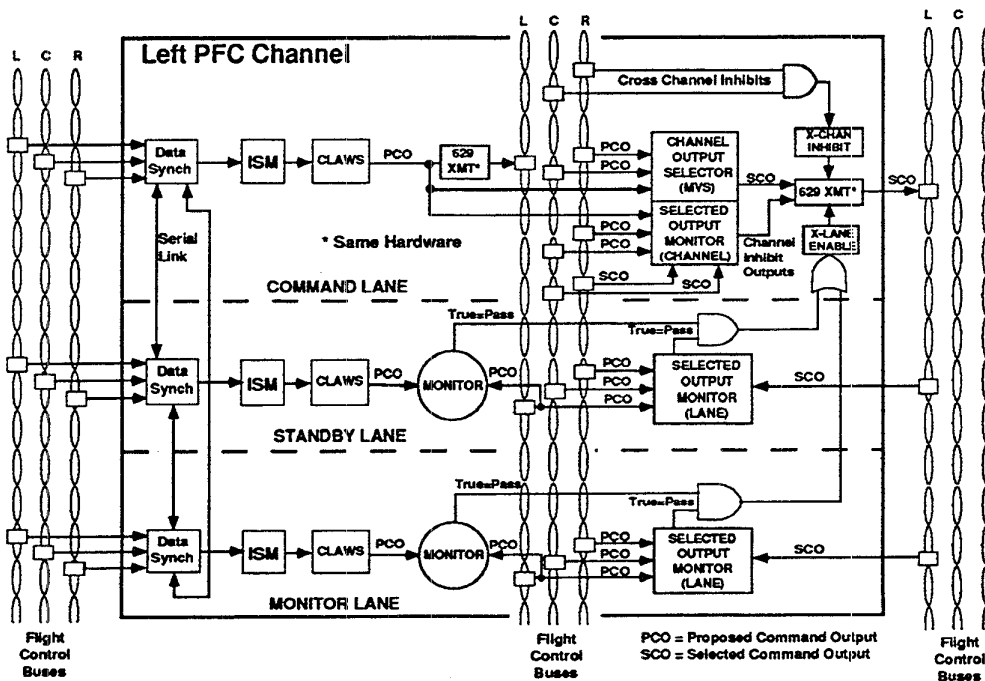 Left PFC Channel
L C R
L C R
L C
Cross Channel Inhibits
Data
Synch
ISM
CLAWS
PCO
629
XMT*
PCO
PCO
CHANNEL
OUTPUT
SELECTOR
(MVS)
SCO
X-CHAN
INHIBIT
629 XMT*
SCO
X-LANE
ENABLE
PCO
PCO
SELECTED
OUTPUT
MONITOR
(CHANNEL)
Channel
Inhibit
Outputs
SCO
SCO
Serial
Link
* Same Hardware
COMMAND LANE
True=Pass
True=Pass
Data
Synch
ISM
CLAWS
PCO
MONITOR
PCO
PCO
PCO
PCO
SELECTED
OUTPUT
MONITOR
(LANE)
SCO
STANDBY LANE
True=Pass
True=Pass
Data
Synch
ISM
CLAWS
PCO
MONITOR
PCO
PCO
PCO
PCO
SELECTED
OUTPUT
MONITOR
(LANE)
SCO
MONITOR LANE
Flight
Control
Buses
Flight
Control
Buses
PCO = Proposed Command Output
SCO = Selected Command Output
Flight
Control
Buses